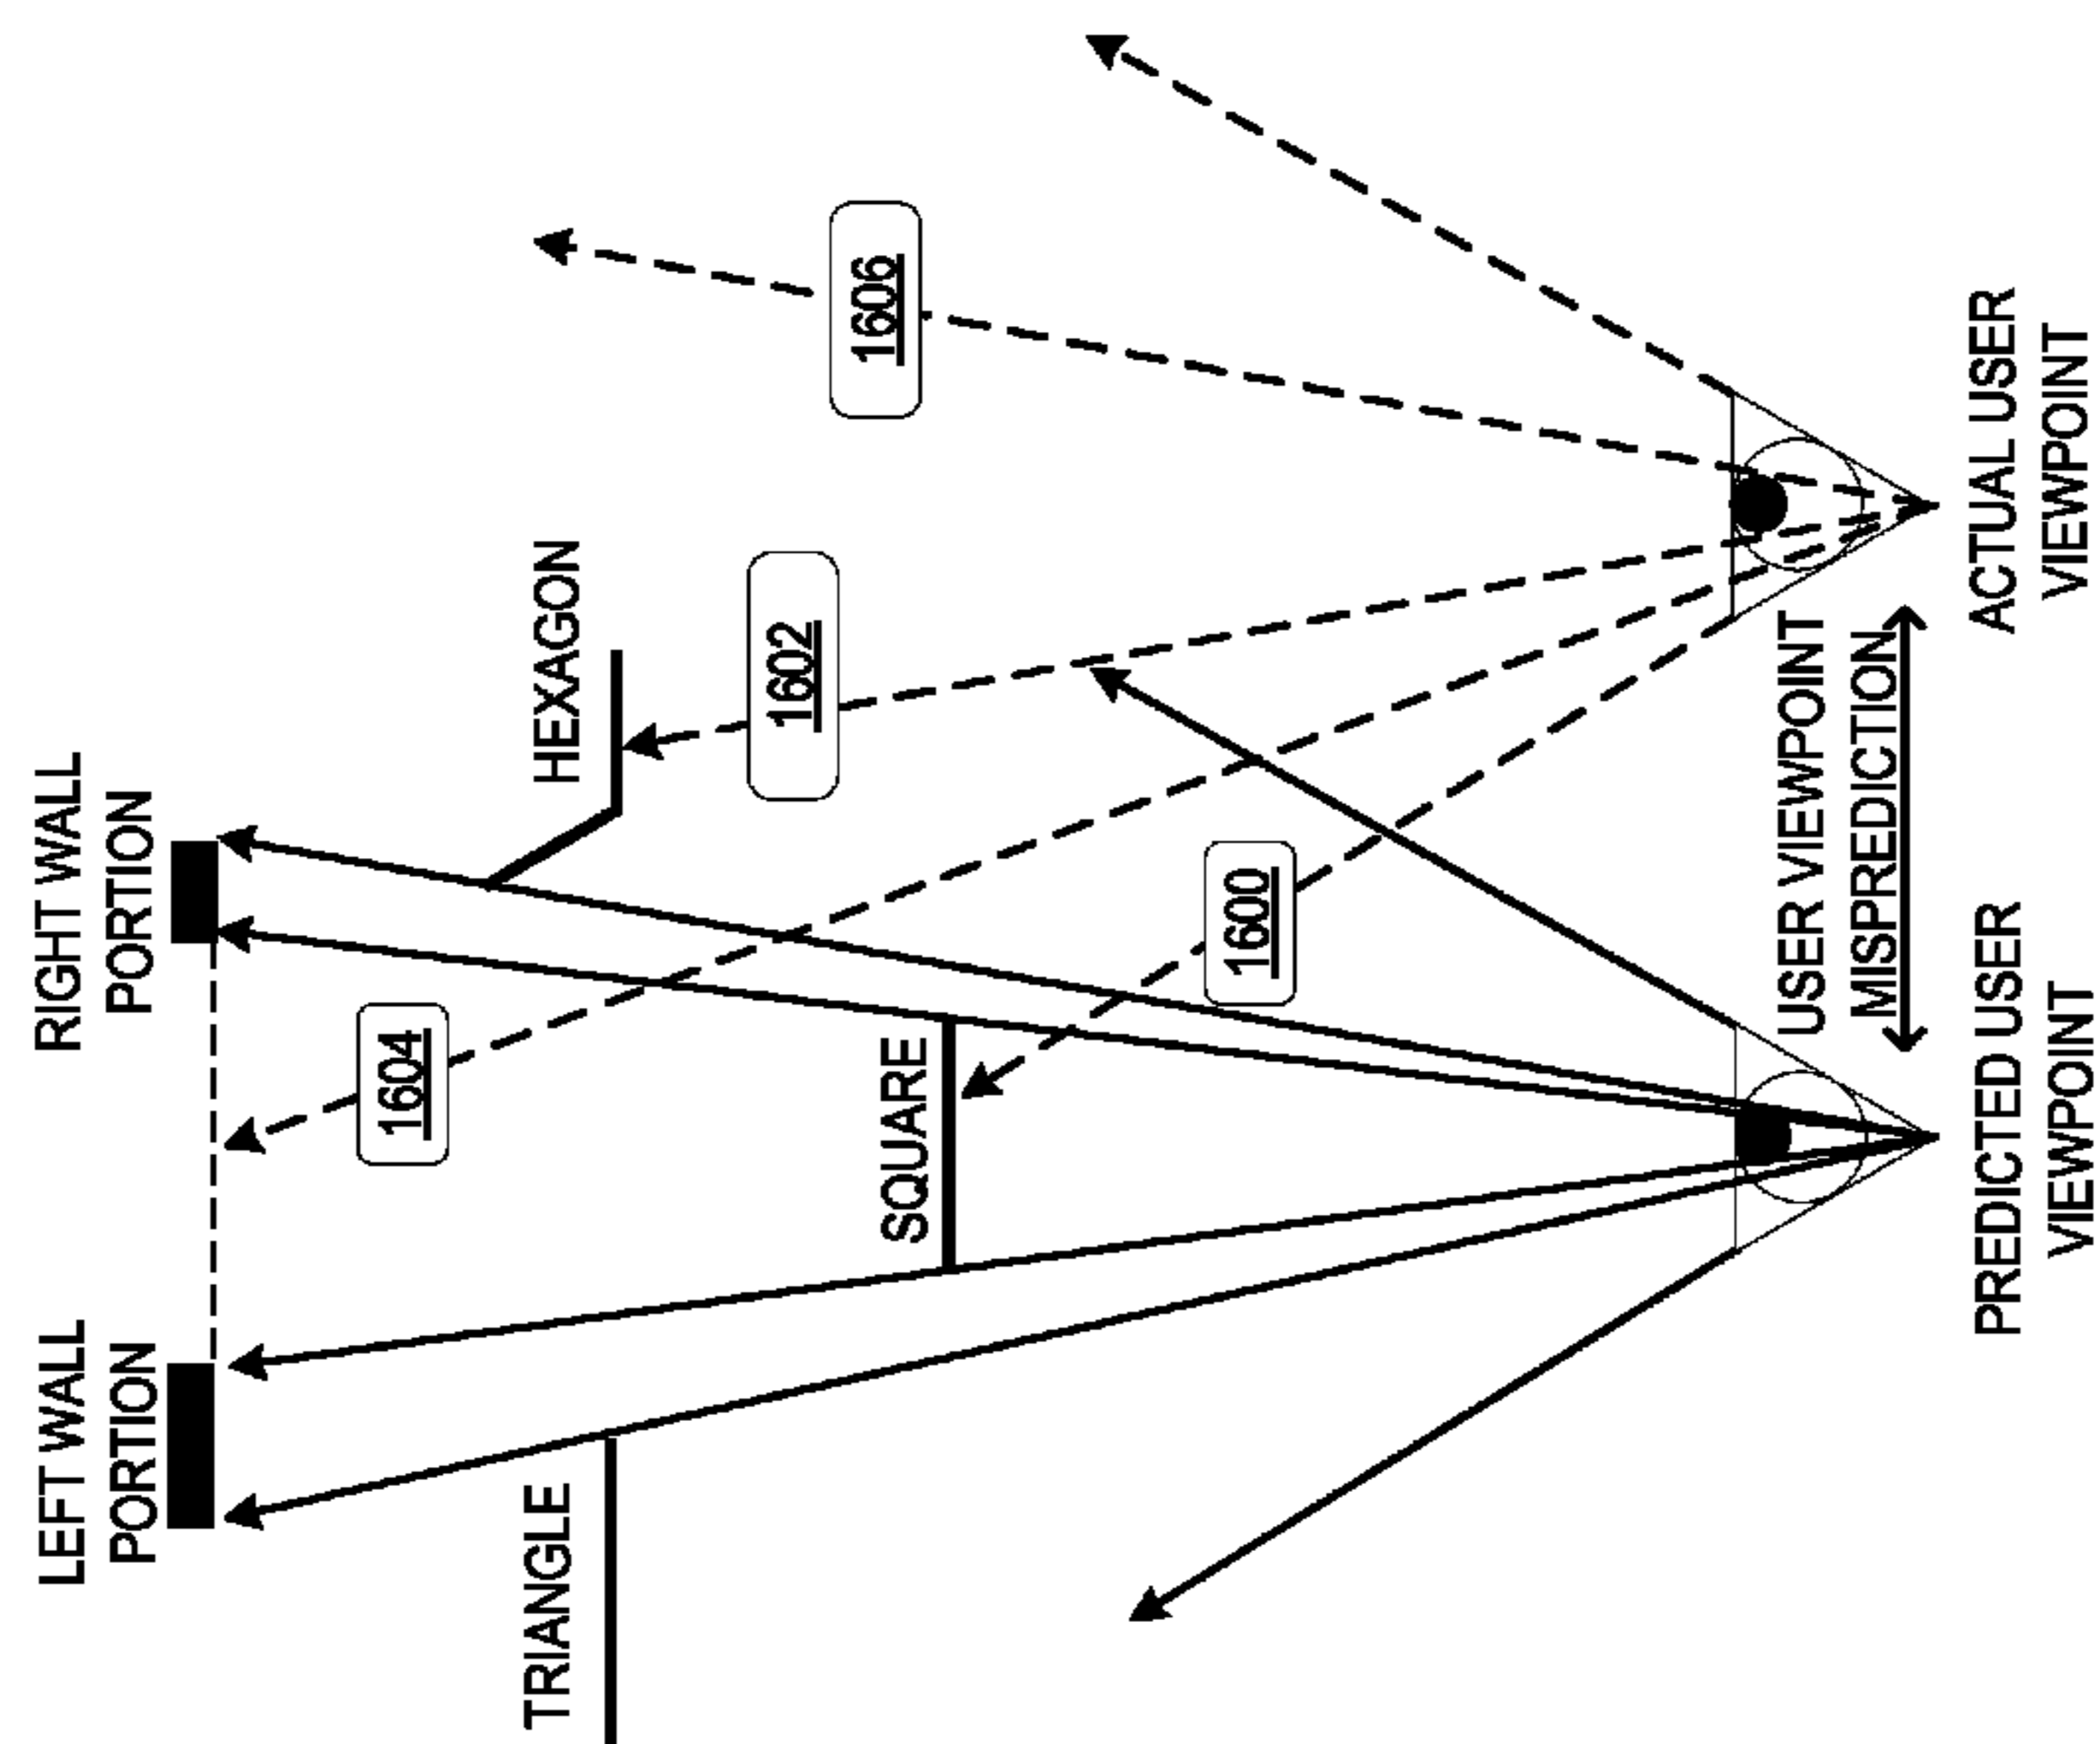 LEFT WALL
PORTION
RIGHT WALL
PORTION
TRIANGLE
HEXAGON
1604
SQUARE
1602
1606
1600
USER VIEWPOINT
MISPREDICTION
PREDICTED USER
VIEWPOINT
ACTUAL USER
VIEWPOINT